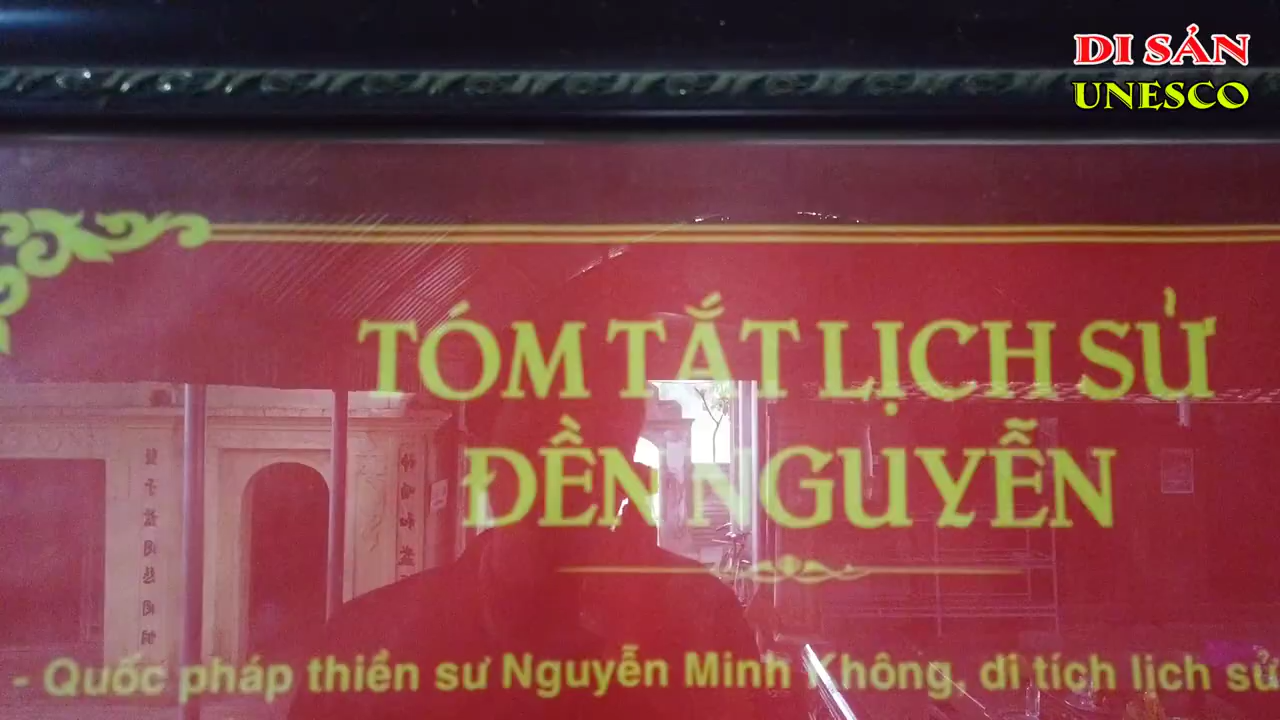 DI SẢN
UNESCO
TÓM TẮT LỊCH SỬ
ĐỀN NGUYỄN
- Quốc pháp thiền sư Nguyễn Minh Không, di tích lịch sử